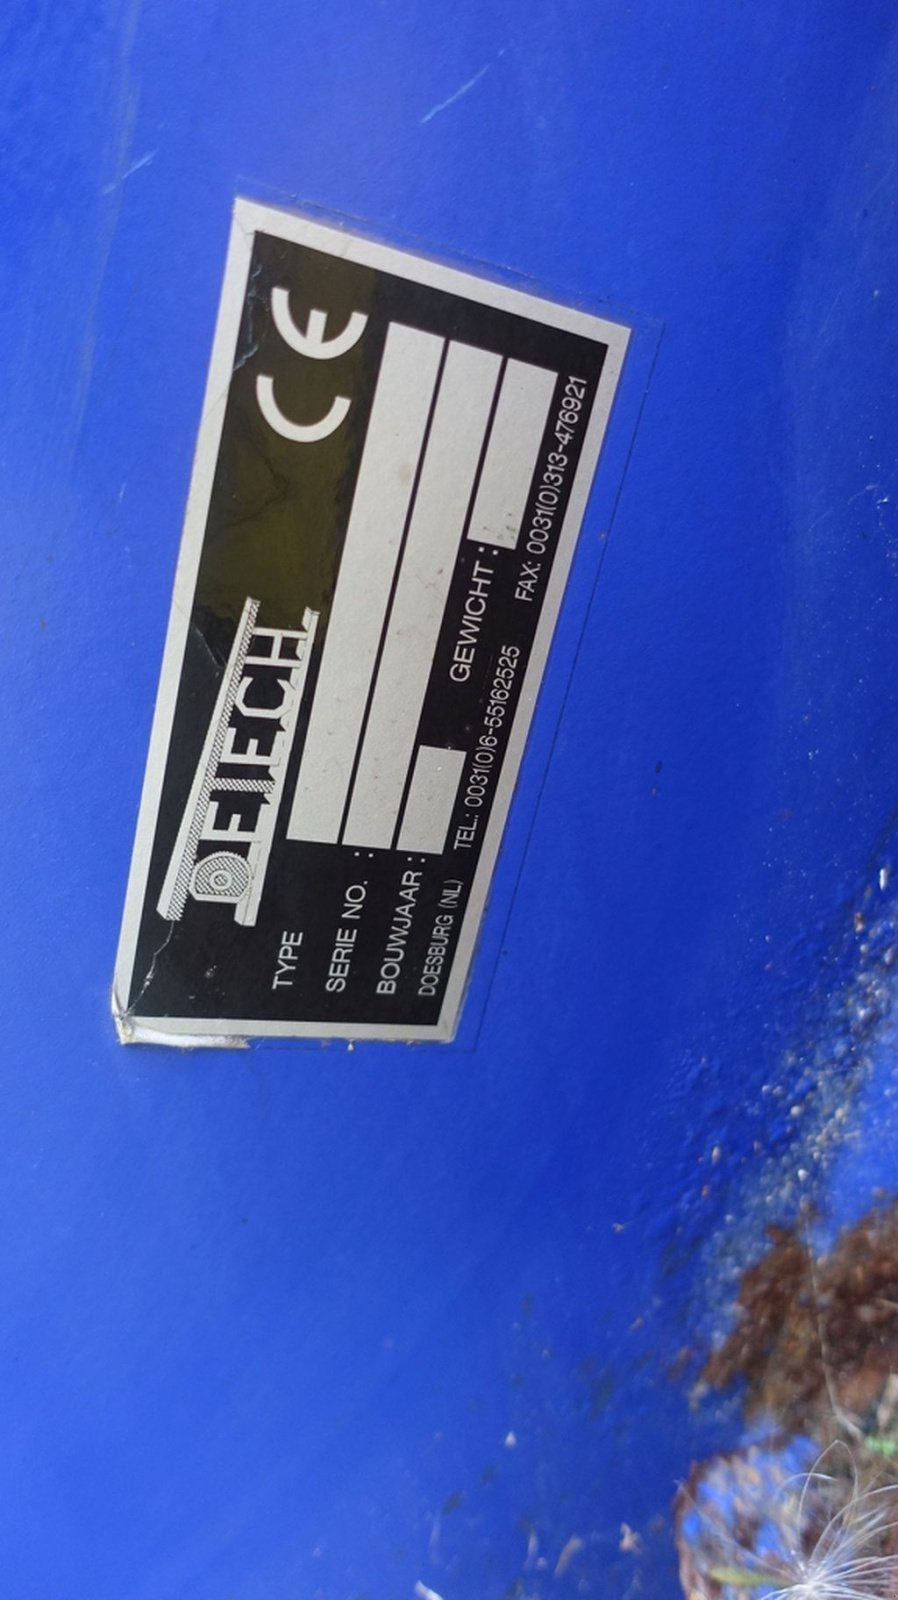 DETECH CE
TYPE
SERIE NO. :
BOUWJAAR : GEWICHT :
DOESBURG (NL) TEL.: 0031(0)6-55162525 FAX: 0031(0)313-476921